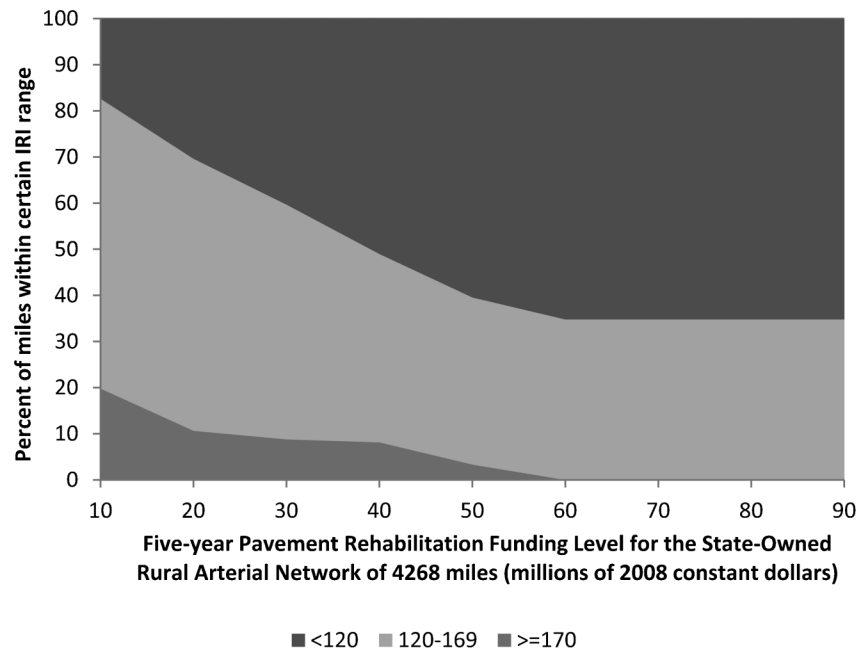 100
90
80
70
60
50
40
30
20
10
0
Percent of miles within certain IRI range
10 20 30 40 50 60 70 80 90
Five-year Pavement Rehabilitation Funding Level for the State-Owned
Rural Arterial Network of 4268 miles (millions of 2008 constant dollars)
<120 120-169 >=170